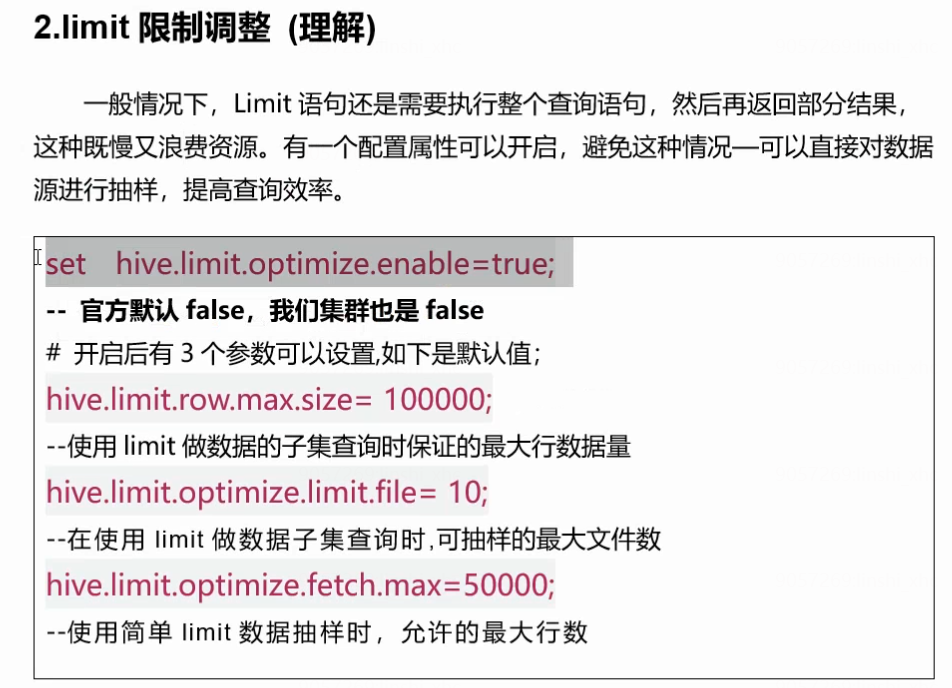 2.limit 限制调整 (理解)
一般情况下，Limit 语句还是需要执行整个查询语句，然后再返回部分结果，
这种既慢又浪费资源。有一个配置属性可以开启，避免这种情况—可以直接对数据
源进行抽样，提高查询效率。
set hive.limit.optimize.enable=true;
-- 官方默认 false，我们集群也是 false
# 开启后有 3 个参数可以设置,如下是默认值；
hive.limit.row.max.size= 100000;
--使用 limit 做数据的子集查询时保证的最大行数据量
hive.limit.optimize.limit.file= 10;
--在使用 limit 做数据子集查询时,可抽样的最大文件数
hive.limit.optimize.fetch.max=50000;
--使用简单 limit 数据抽样时，允许的最大行数